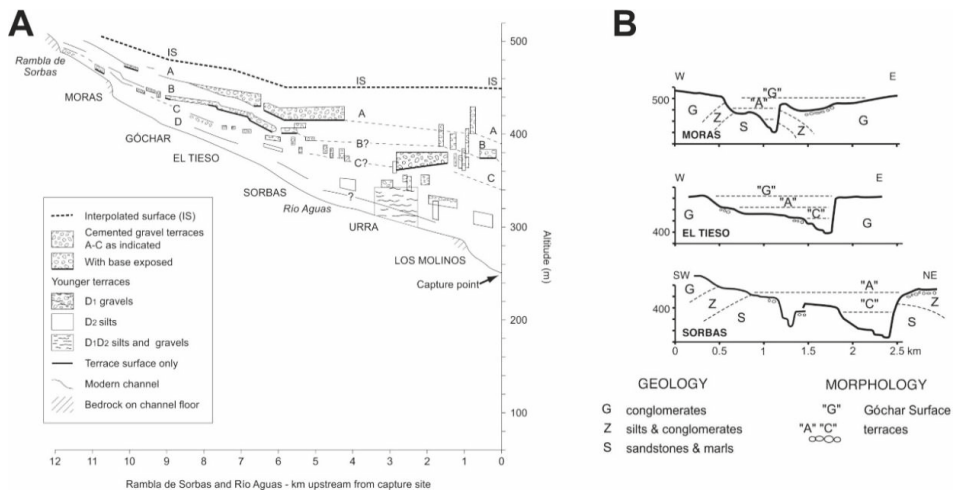 A
IS
500
Rambla de
Sorbas
A
IS
IS
B
MORAS
C
A
400
D
A
GÓCHAR
B?
B
EL TIESO
C?
C
SORBAS
?
Río Aguas
300
Altitude (m)
URRA
LOS MOLINOS
Capture point
200
100
Interpolated surface (IS)
Cemented gravel terraces
A-C as indicated
With base exposed
Younger terraces
D1 gravels
D2 silts
D1D2 silts and gravels
Terrace surface only
Modern channel
Bedrock on channel floor
12 11 10 9 8 7 6 5 4 3 2 1 0
Rambla de Sorbas and Río Aguas - km upstream from capture site
B
W E
500
"G"
"A"
G Z S Z G
MORAS
W E
"G"
"A"
"C"
G G
400
EL TIESO
SW NE
G "A"
Z "C" Z
400
S S
SORBAS
0 0.5 1 2 2.5 km
GEOLOGY
G conglomerates
Z silts & conglomerates
S sandstones & marls
MORPHOLOGY
"G" Góchar Surface
"A" "C" terraces